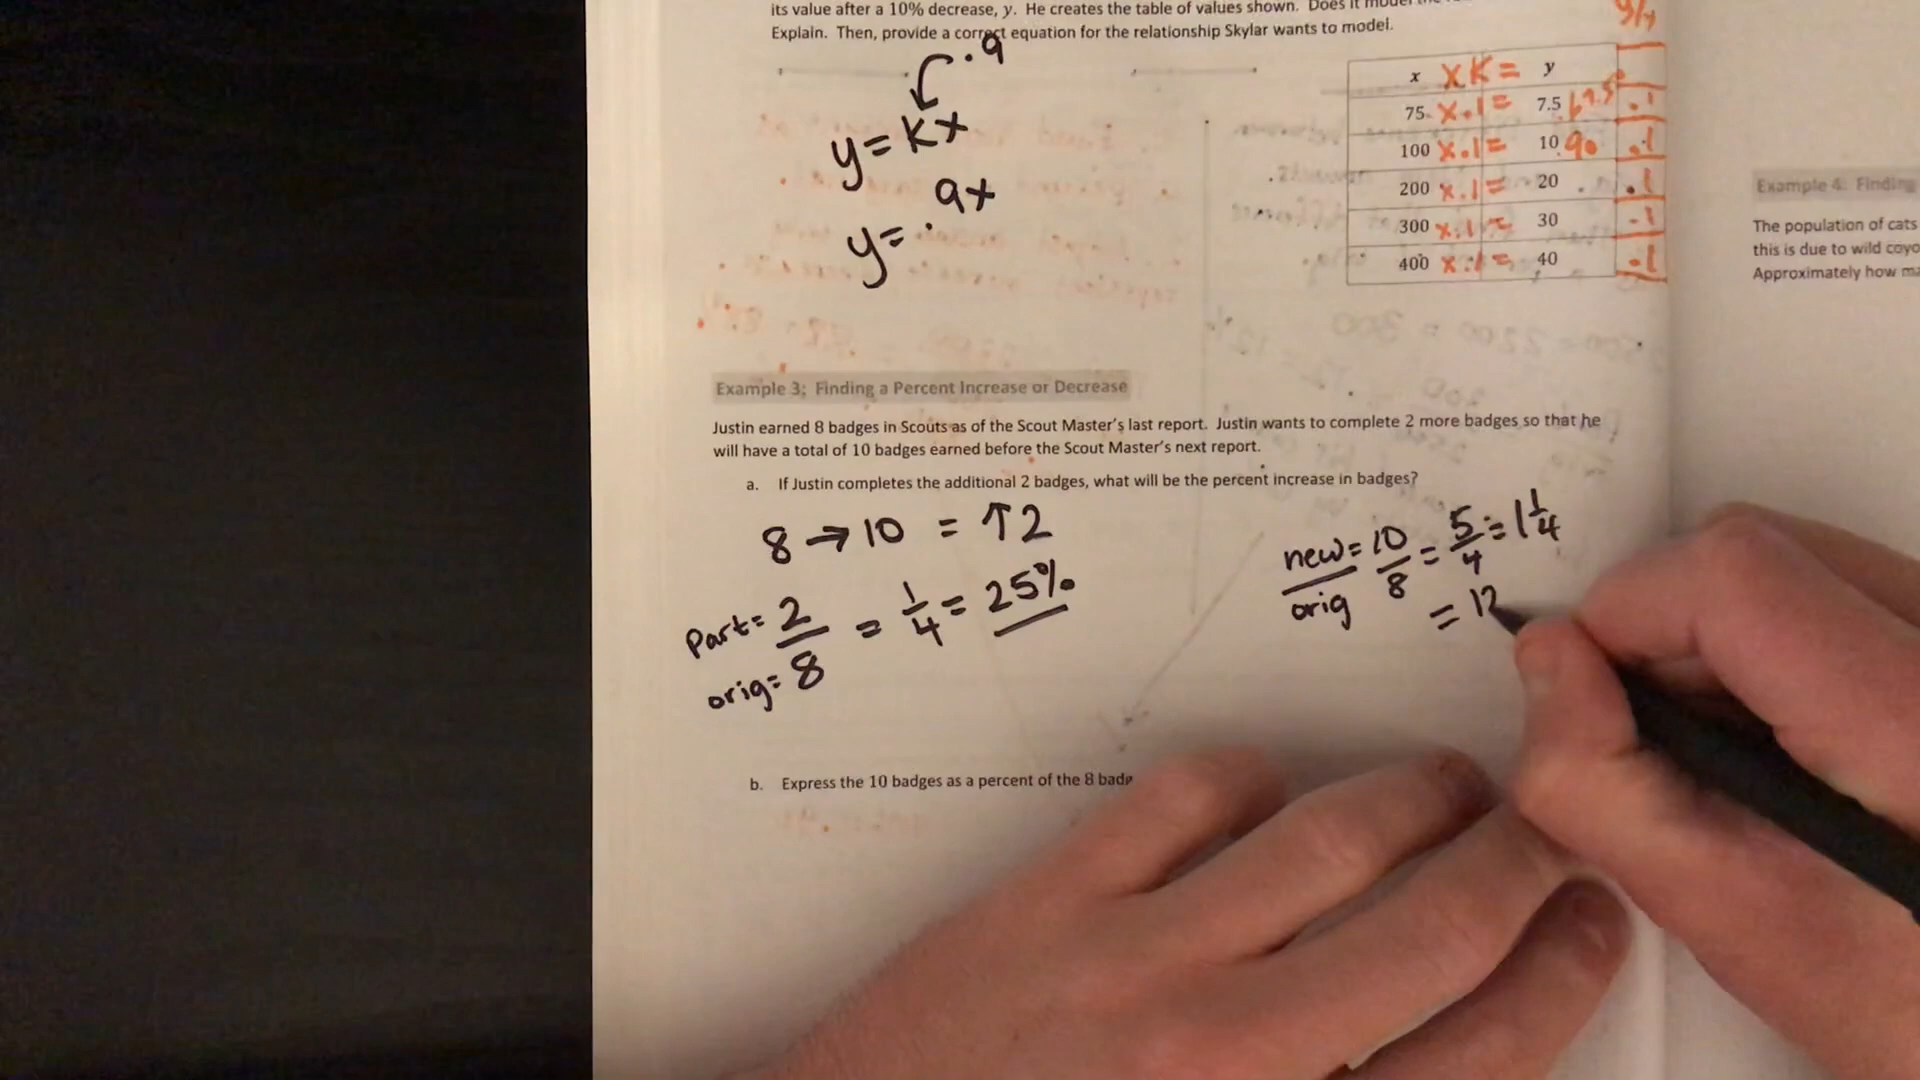 its value after a 10% decrease, y. He creates the table of values shown. Does it model the
Explain. Then, provide a correct equation for the relationship Skylar wants to model.
.9
y = kx
y = .9x
y/x
x x K = y
75 x .1 = 7.5 67.5 .1
100 x .1 = 10 90 .1
200 x .1 = 20 .1
300 x .1 = 30 .1
400 x .1 = 40 .1
Example 3: Finding a Percent Increase or Decrease
Justin earned 8 badges in Scouts as of the Scout Master's last report. Justin wants to complete 2 more badges so that he
will have a total of 10 badges earned before the Scout Master's next report.
a. If Justin completes the additional 2 badges, what will be the percent increase in badges?
8 → 10 = ↑2
Part = 2
orig = 8
= 1/4 = 25%
new = 10/8 = 5/4 = 1 1/4
orig
= 12
b. Express the 10 badges as a percent of the 8
Example 4: Finding
The population of cats
this is due to wild
Approximately how